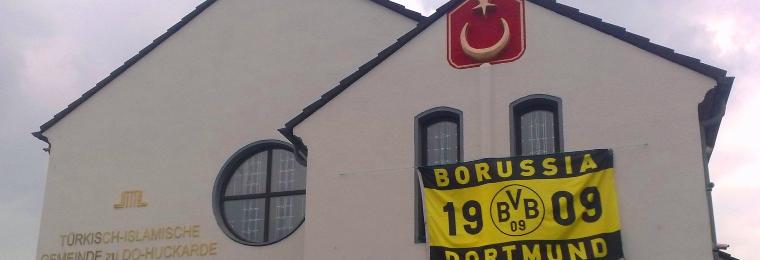 TÜRKISCH-ISLAMISCHE
GEMEINDE zu DO-HUCKARDE
BORUSSIA
19 BVB 09 09
DORTMUND